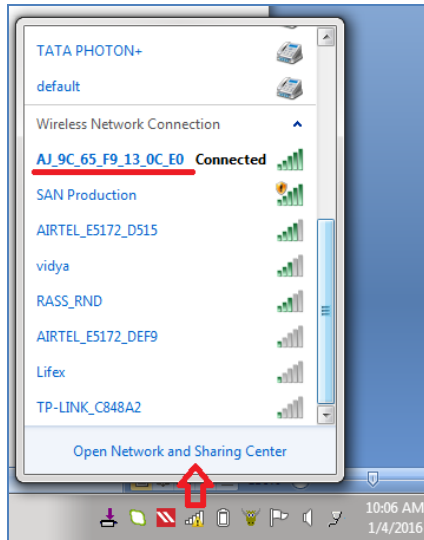 TATA PHOTON+
default
Wireless Network Connection
AJ_9C_65_F9_13_0C_E0 Connected
SAN Production
AIRTEL_E5172_D515
vidya
RASS_RND
AIRTEL_E5172_DEF9
Lifex
TP-LINK_C848A2
Open Network and Sharing Center
10:06 AM
1/4/2016